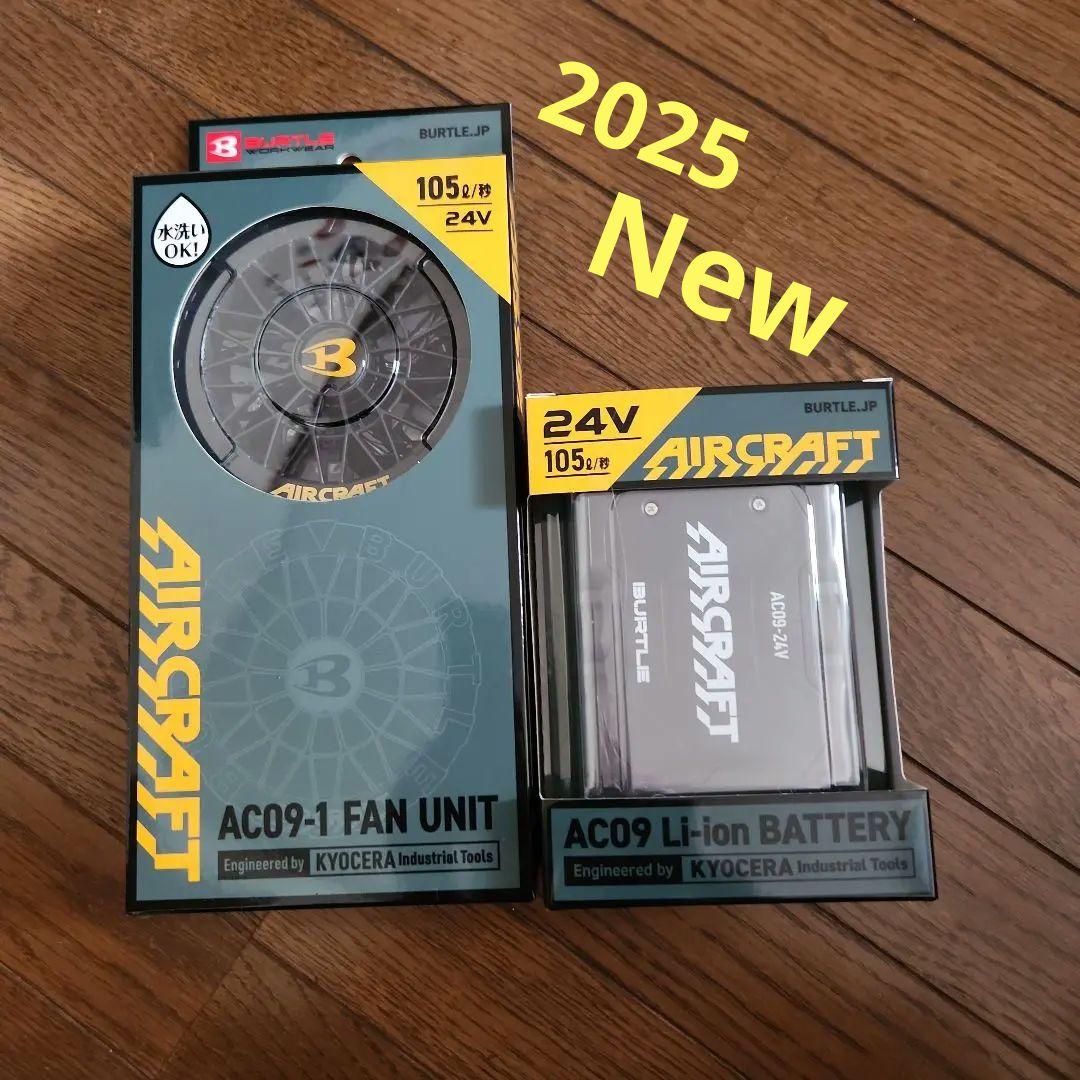 2025
New
BURTLE
WORKWEAR
BURTLE.JP
105ℓ/秒
24V
水洗い
OK!
B
AIRCRAFT
AIRCRAFT
B
AC09-1 FAN UNIT
Engineered by KYOCERA Industrial Tools
24V
105ℓ/秒
BURTLE.JP
AIRCRAFT
AC09-24V
AIRCRAFT
BURTLE
AC09 Li-ion BATTERY
Engineered by KYOCERA Industrial Tools